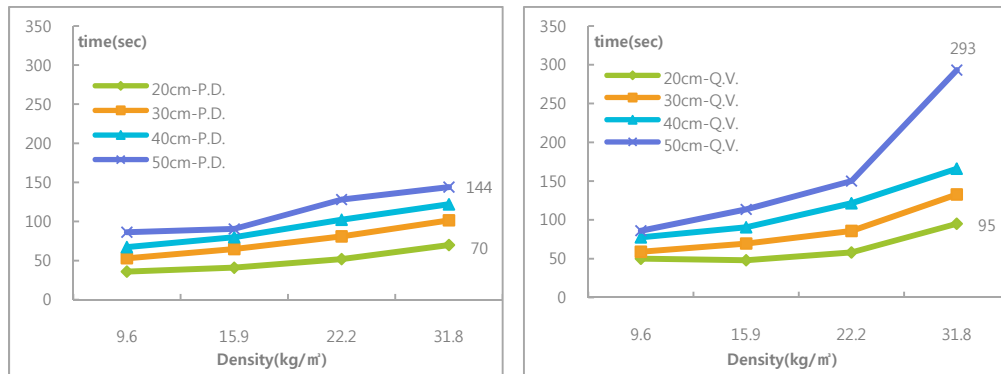 350
300
250
200
150
100
50
0
time(sec)
20cm-P.D.
30cm-P.D.
40cm-P.D.
50cm-P.D.
144
70
9.6 15.9 22.2 31.8
Density(kg/㎥)
350
300
250
200
150
100
50
0
time(sec)
20cm-Q.V.
30cm-Q.V.
40cm-Q.V.
50cm-Q.V.
293
95
9.6 15.9 22.2 31.8
Density(kg/㎥)